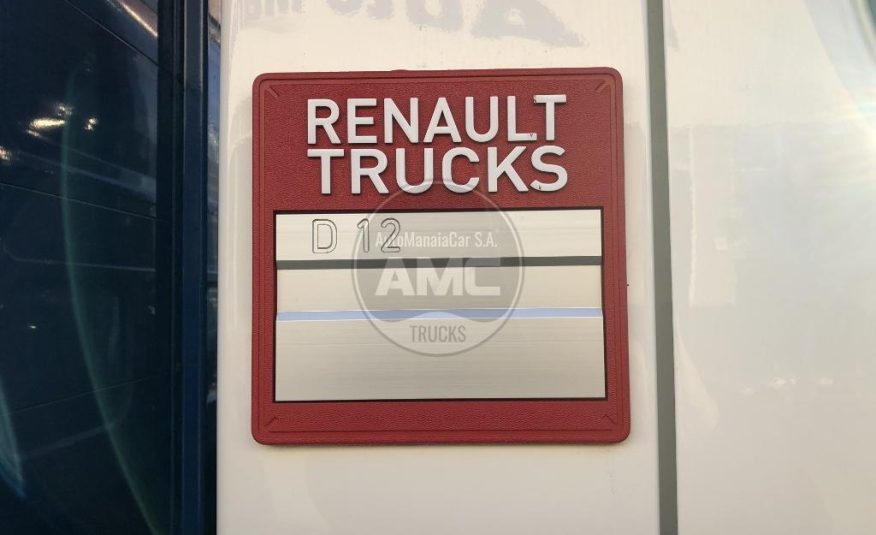 RENAULT
TRUCKS
D 12
AutoManaiaCar S.A.
AMC
TRUCKS